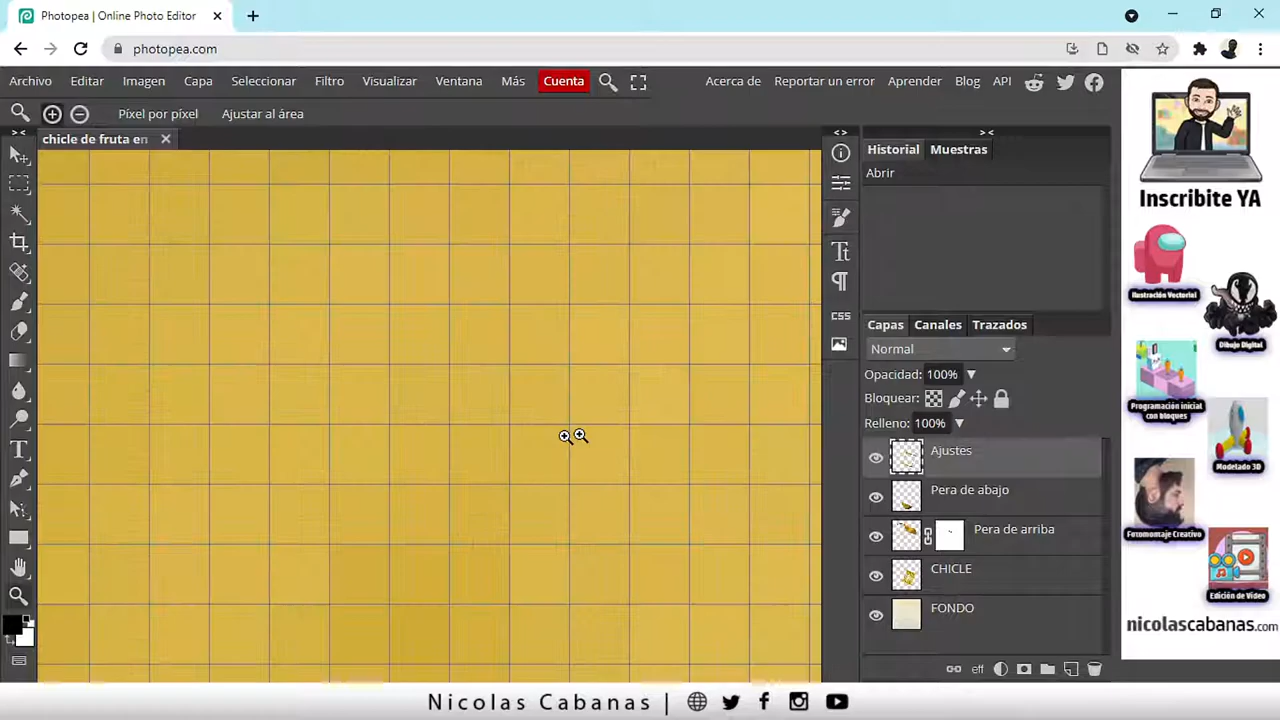 Photopea | Online Photo Editor
photopea.com
Archivo Editar Imagen Capa Seleccionar Filtro Visualizar Ventana Más Cuenta Acerca de Reportar un error Aprender Blog API
Píxel por píxel Ajustar al área
chicle de fruta en
Historial Muestras
Abrir
Tt
CSS
Capas Canales Trazados
Normal
Opacidad: 100%
Bloquear:
Relleno: 100%
Ajustes
Pera de abajo
Pera de arriba
CHICLE
FONDO
eff
Inscribite YA
Ilustración Vectorial
Dibujo Digital
Programación inicial
con bloques
Modelado 3D
Fotomontaje Creativo
Edición de Video
nicolascabanas.com
Nicolas Cabanas |